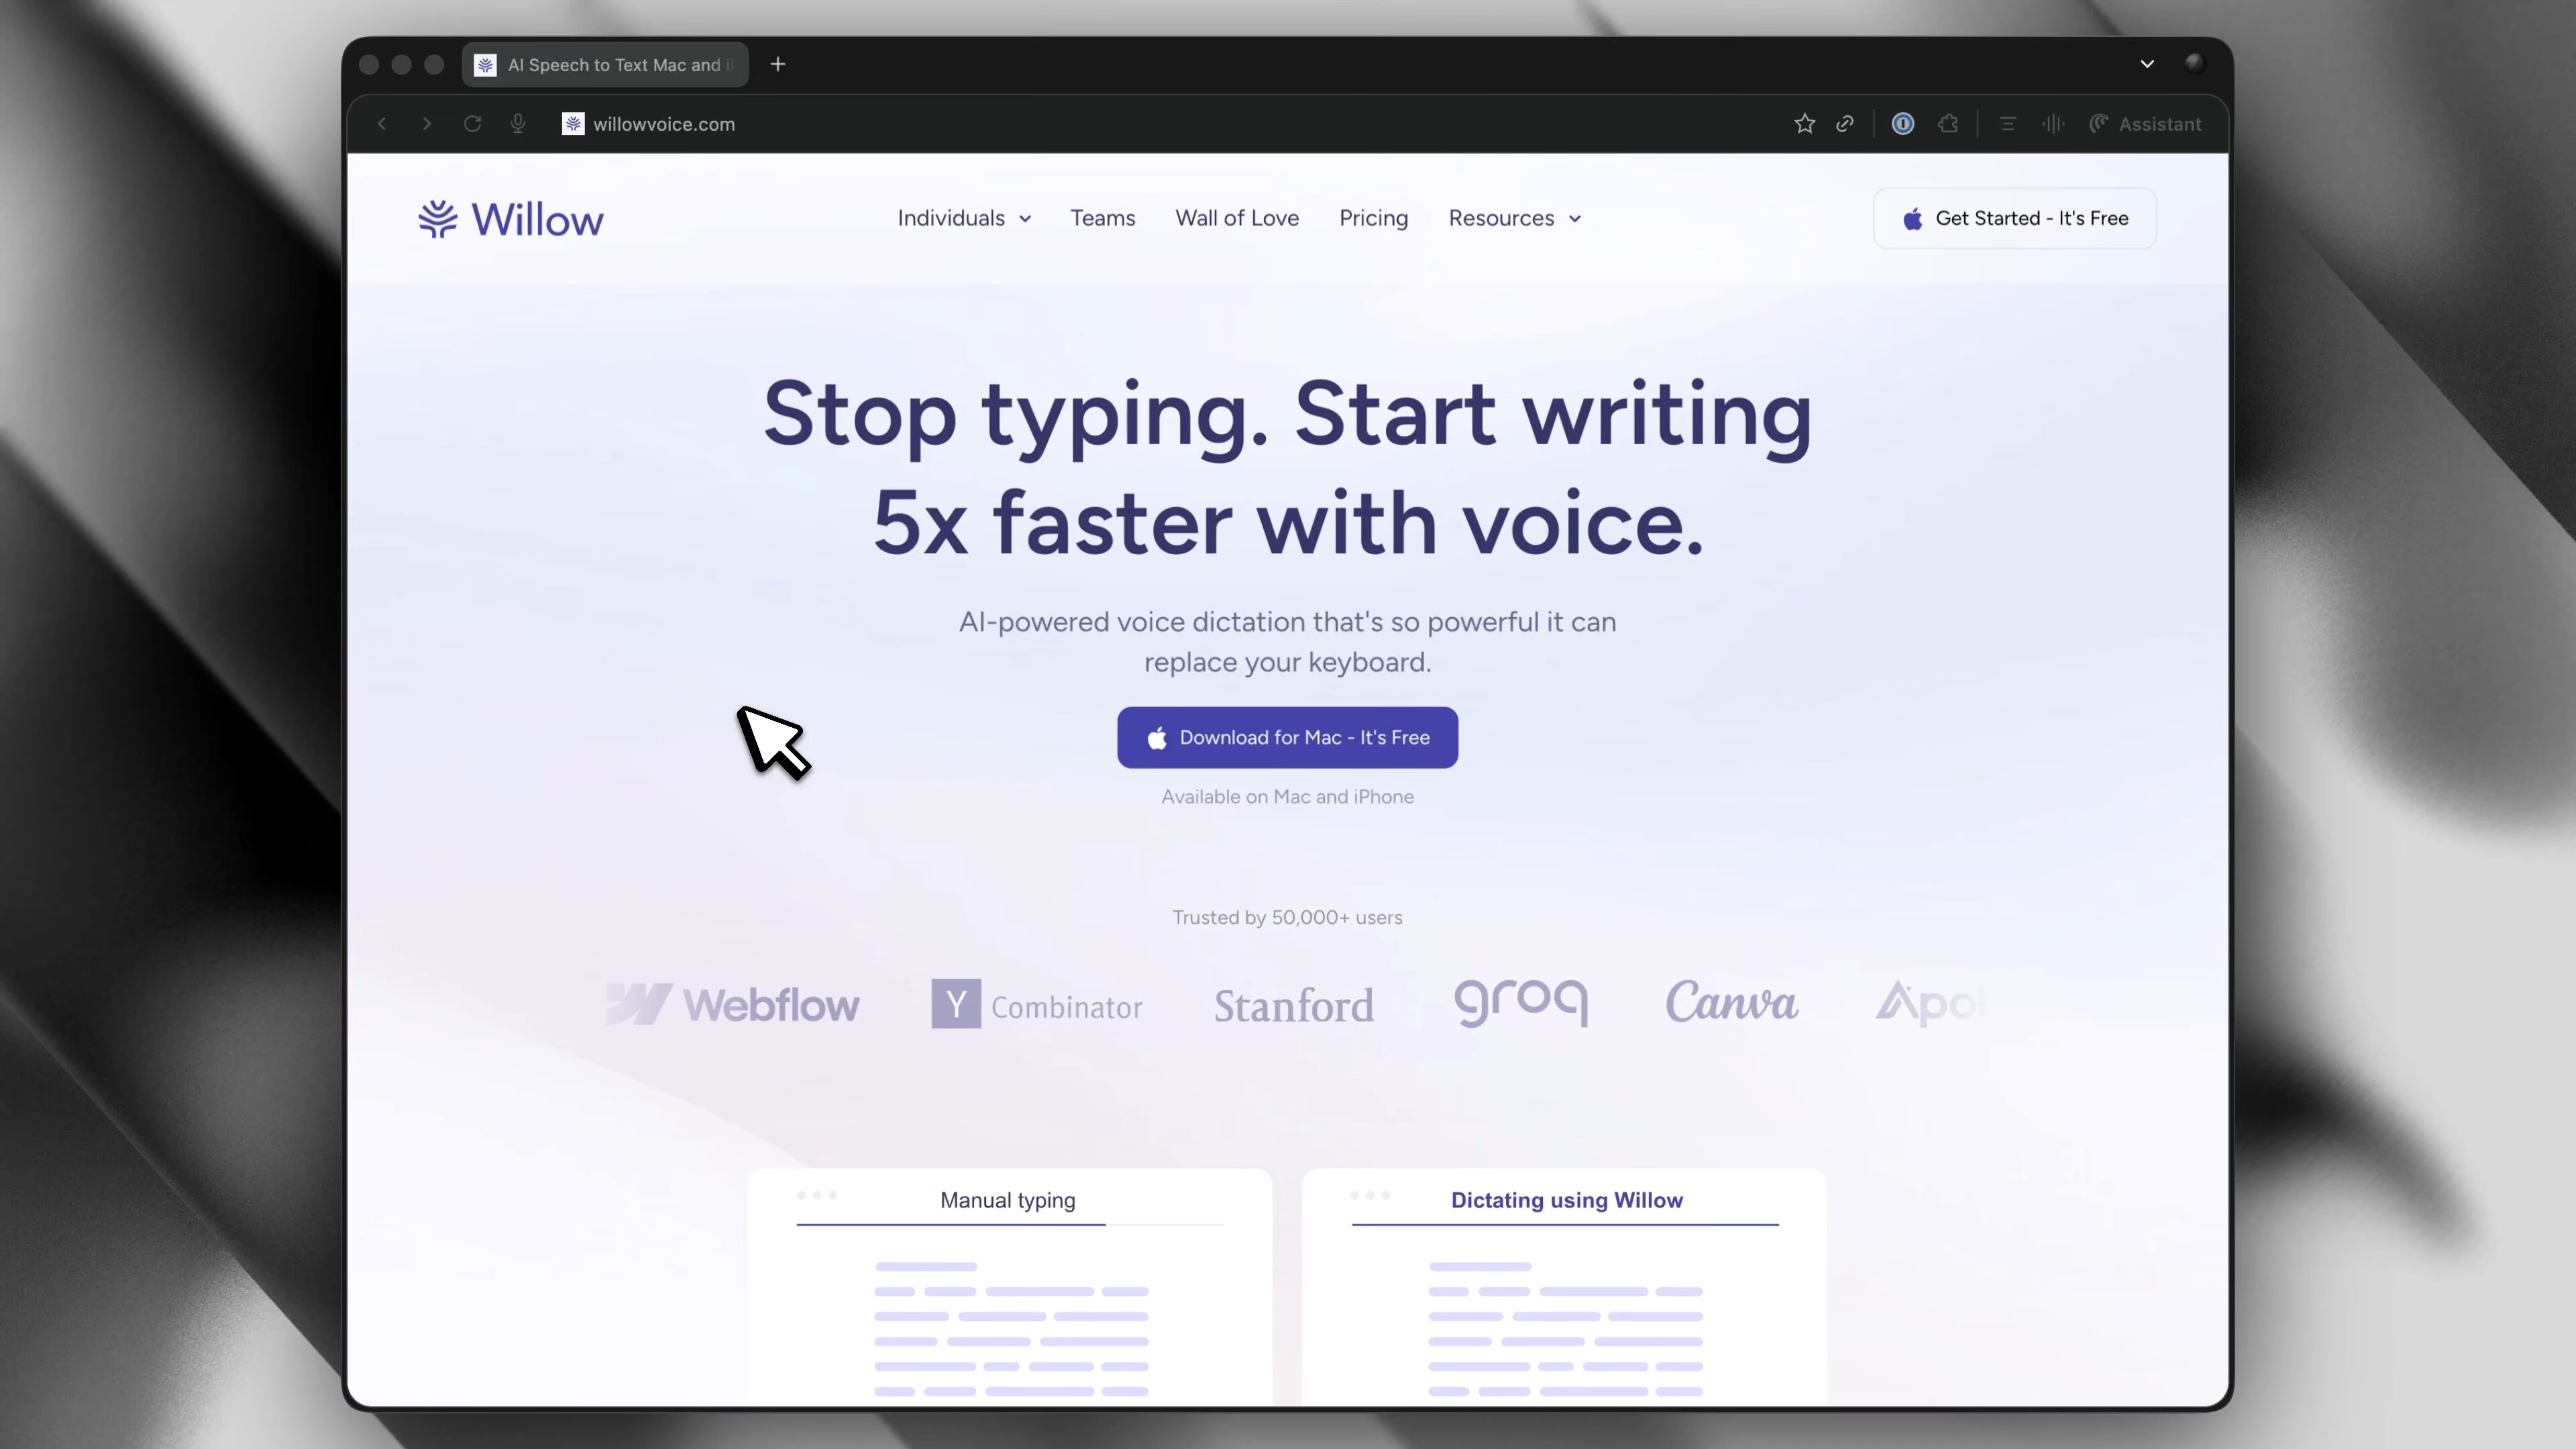 AI Speech to Text Mac and
willowvoice.com
Assistant
Willow
Individuals
Teams
Wall of Love
Pricing
Resources
Get Started - It's Free
Stop typing. Start writing
5x faster with voice.
AI-powered voice dictation that's so powerful it can
replace your keyboard.
Download for Mac - It's Free
Available on Mac and iPhone
Trusted by 50,000+ users
Webflow
Y Combinator
Stanford
groq
Canva
Apol
Manual typing
Dictating using Willow